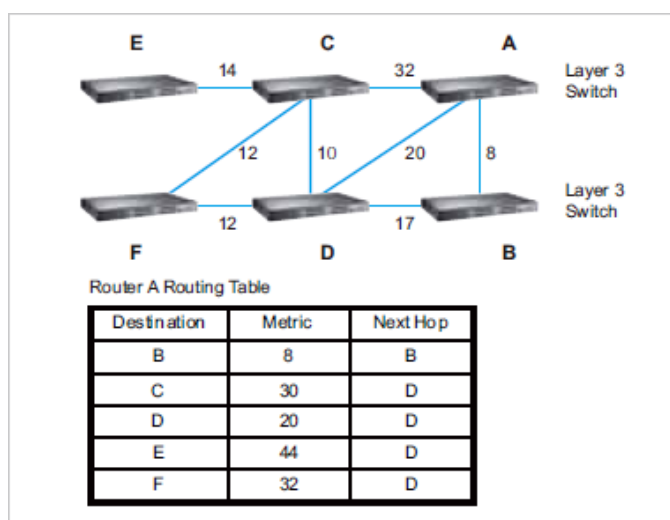 E C A
14 32 Layer 3
Switch
12 10 20 8
Layer 3
Switch
12 17
F D B
Router A Routing Table
Destination Metric Next Hop
B 8 B
C 30 D
D 20 D
E 44 D
F 32 D